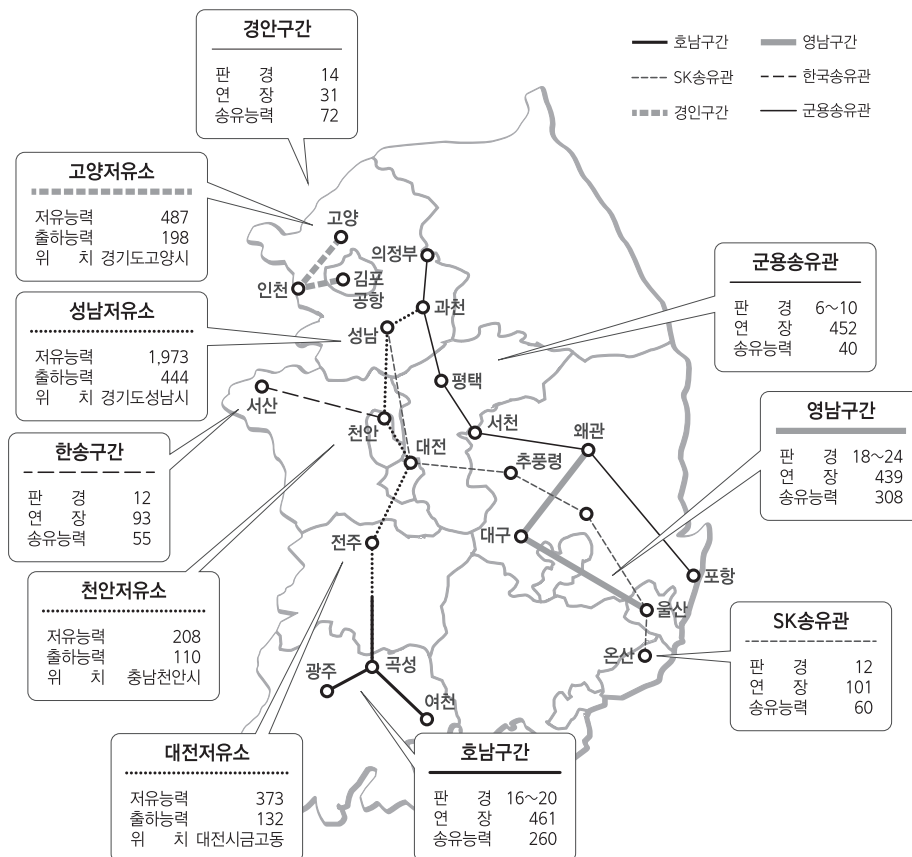 경안구간
판 경 14
연 장 31
송유능력 72
호남구간
영남구간
SK송유관
한국송유관
경인구간
군용송유관
고양저유소
저유능력 487
출하능력 198
위 치 경기도고양시
성남저유소
저유능력 1,973
출하능력 444
위 치 경기도성남시
한송구간
판 경 12
연 장 93
송유능력 55
천안저유소
저유능력 208
출하능력 110
위 치 충남천안시
대전저유소
저유능력 373
출하능력 132
위 치 대전시금고동
호남구간
판 경 16~20
연 장 461
송유능력 260
군용송유관
판 경 6~10
연 장 452
송유능력 40
영남구간
판 경 18~24
연 장 439
송유능력 308
SK송유관
판 경 12
연 장 101
송유능력 60
고양
의정부
인천
김포
공항
과천
성남
평택
서산
천안
서천
왜관
대전
추풍령
대구
전주
포항
울산
온산
광주
곡성
여천